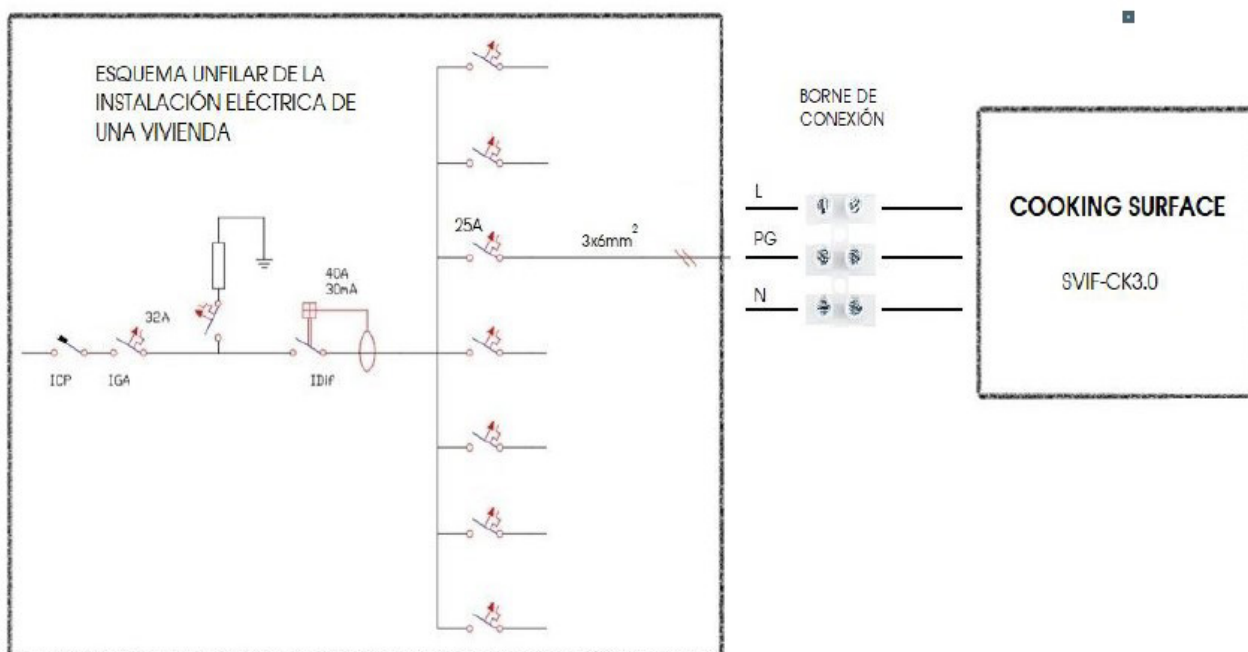 ESQUEMA UNFILAR DE LA
INSTALACIÓN ELÉCTRICA DE
UNA VIVIENDA
ICP
IGA
32A
40A
30mA
IDif
25A
3x6mm²
BORNE DE
CONEXIÓN
L
PG
N
COOKING SURFACE
SVIF-CK3.0